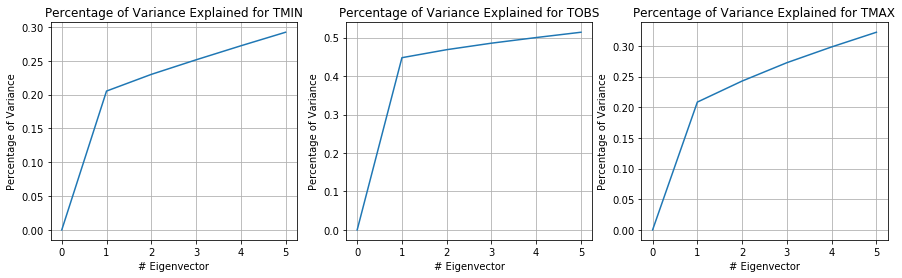 Percentage of Variance Explained for TMIN
0.30
0.25
0.20
0.15
0.10
0.05
0.00
Percentage of Variance
0 1 2 3 4 5
# Eigenvector
Percentage of Variance Explained for TOBS
0.5
0.4
0.3
0.2
0.1
0.0
Percentage of Variance
0 1 2 3 4 5
# Eigenvector
Percentage of Variance Explained for TMAX
0.30
0.25
0.20
0.15
0.10
0.05
0.00
Percentage of Variance
0 1 2 3 4 5
# Eigenvector